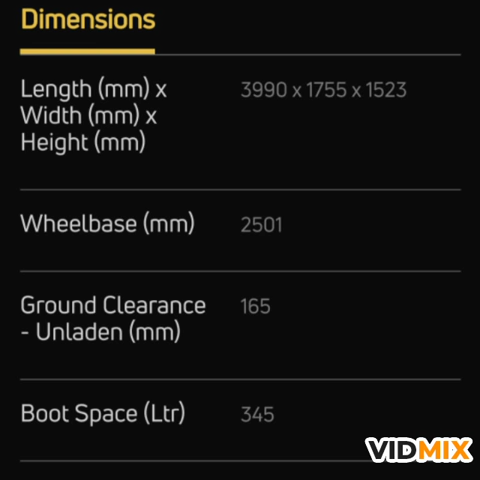 Dimensions
Length (mm) x 3990 x 1755 x 1523
Width (mm) x
Height (mm)
Wheelbase (mm) 2501
Ground Clearance 165
- Unladen (mm)
Boot Space (Ltr) 345
VIDMIX